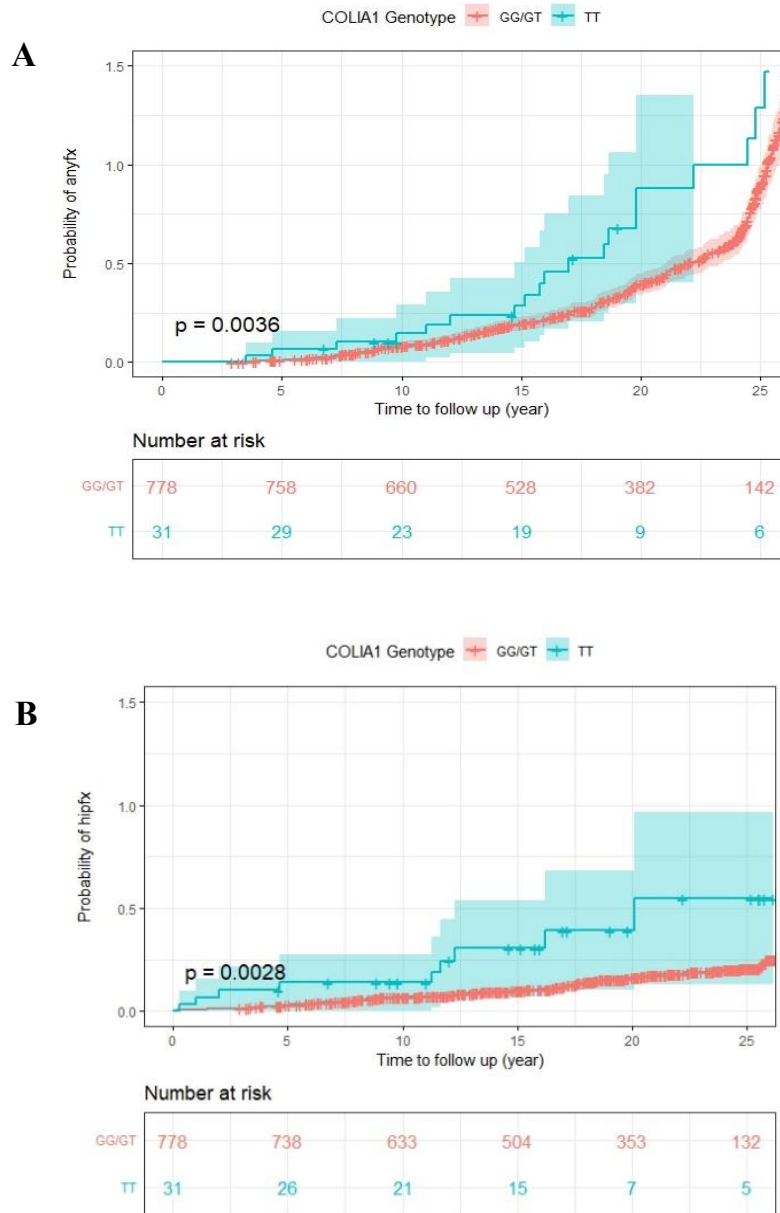 COLIA1 Genotype GG/GT TT
A
1.5
1.0
0.5
0.0
Probability of anyfx
p = 0.0036
0 5 10 15 20 25
Time to follow up (year)
Number at risk
GG/GT 778 758 660 528 382 142
TT 31 29 23 19 9 6
COLIA1 Genotype GG/GT TT
B
1.5
1.0
0.5
0.0
Probability of hipfx
p = 0.0028
0 5 10 15 20 25
Time to follow up (year)
Number at risk
GG/GT 778 738 633 504 353 132
TT 31 26 21 15 7 5